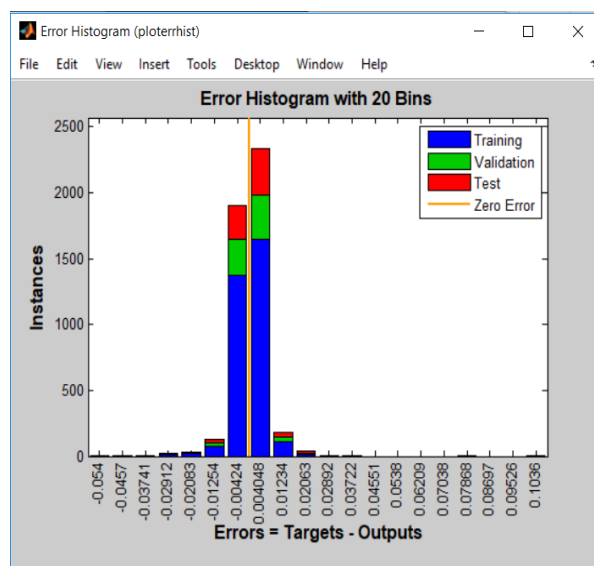 Error Histogram (ploterrhist)
File Edit View Insert Tools Desktop Window Help
Error Histogram with 20 Bins
Training
Validation
Test
Zero Error
2500
2000
1500
1000
500
0
Instances
-0.054
-0.0457
-0.03741
-0.02912
-0.02083
-0.01254
-0.00424
0.004048
0.01234
0.02063
0.02892
0.03722
0.04551
0.0538
0.06209
0.07038
0.07868
0.08697
0.09526
0.1036
Errors = Targets - Outputs